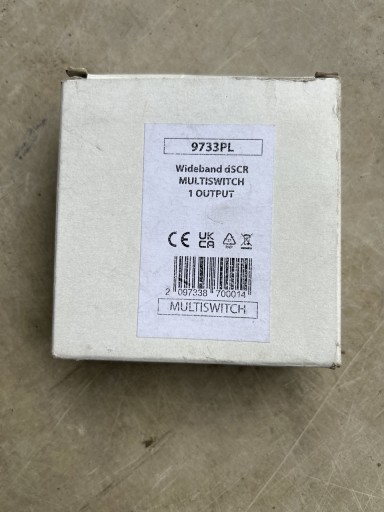 9733PL
Wideband dSCR
MULTISWITCH
1 OUTPUT
CE UK
CA
2 097338 700014
MULTISWITCH